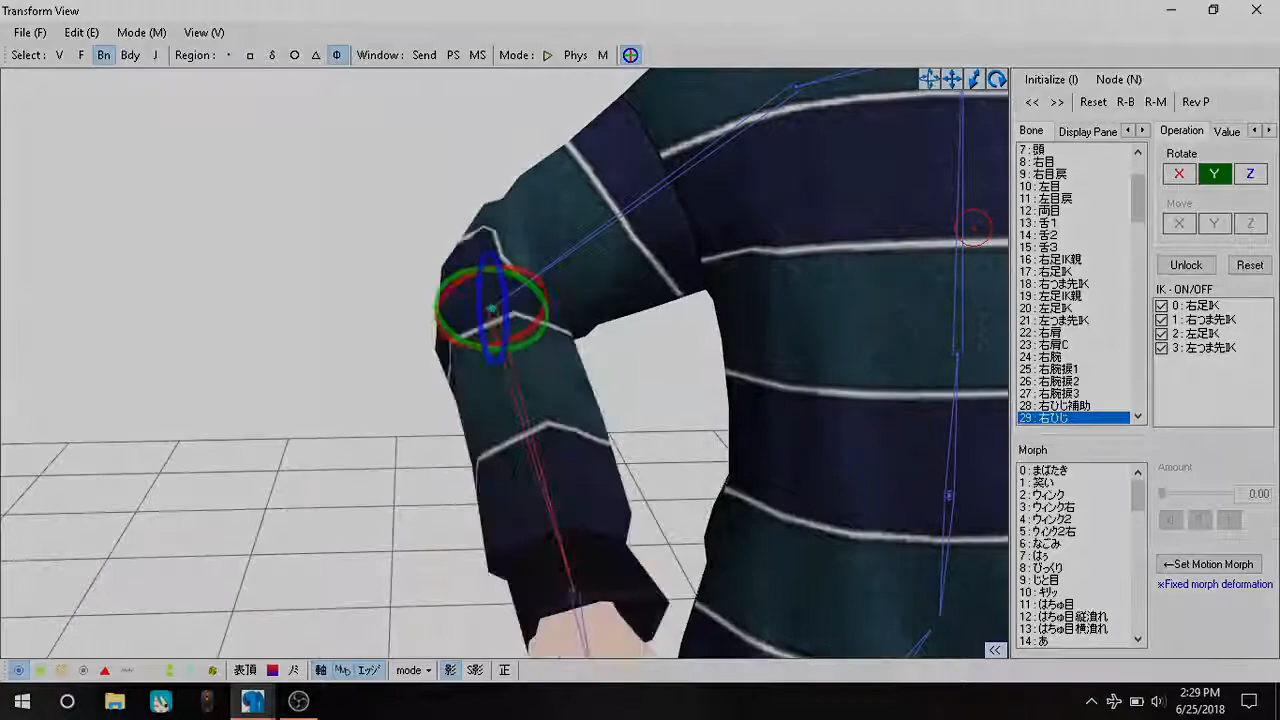 Transform View
File (F) Edit (E) Mode (M) View (V)
Select : V F Bn Bdy J Region : Window : Send PS MS Mode : Phys M
Initialize (I) Node (N)
<< >> Reset R-B R-M Rev P
Bone Display Pane Operation Value
7 : 頭
8 : 右目
9 : 右目戻
10 : 左目
11 : 左目戻
12 : 両目
13 : 舌1
14 : 舌2
15 : 舌3
16 : 右足IK親
17 : 右足IK
18 : 右つま先IK
19 : 左足IK親
20 : 左足IK
21 : 左つま先IK
22 : 右肩
23 : 右肩C
24 : 右腕
25 : 右腕捩1
26 : 右腕捩2
27 : 右腕捩3
28 : 右ひじ補助
29 : 右ひじ
Rotate
X Y Z
Move
X Y Z
Unlock Reset
IK - ON/OFF
0 : 右足IK
1 : 右つま先IK
2 : 左足IK
3 : 左つま先IK
Morph
0 : まばたき
1 : 笑い
2 : ウィンク
3 : ウィンク右
4 : ウィンク2
5 : ウィンク2右
6 : なごみ
7 : はぅ
8 : びっくり
9 : じと目
10 : キリッ
11 : はちゅ目
12 : はちゅ目縦潰れ
13 : はちゅ目横潰れ
14 : あ
Amount
0.00
←Set Motion Morph
※Fixed morph deformation
<<
表頂 軸 エッジ mode 影 S影 正
2:29 PM
6/25/2018